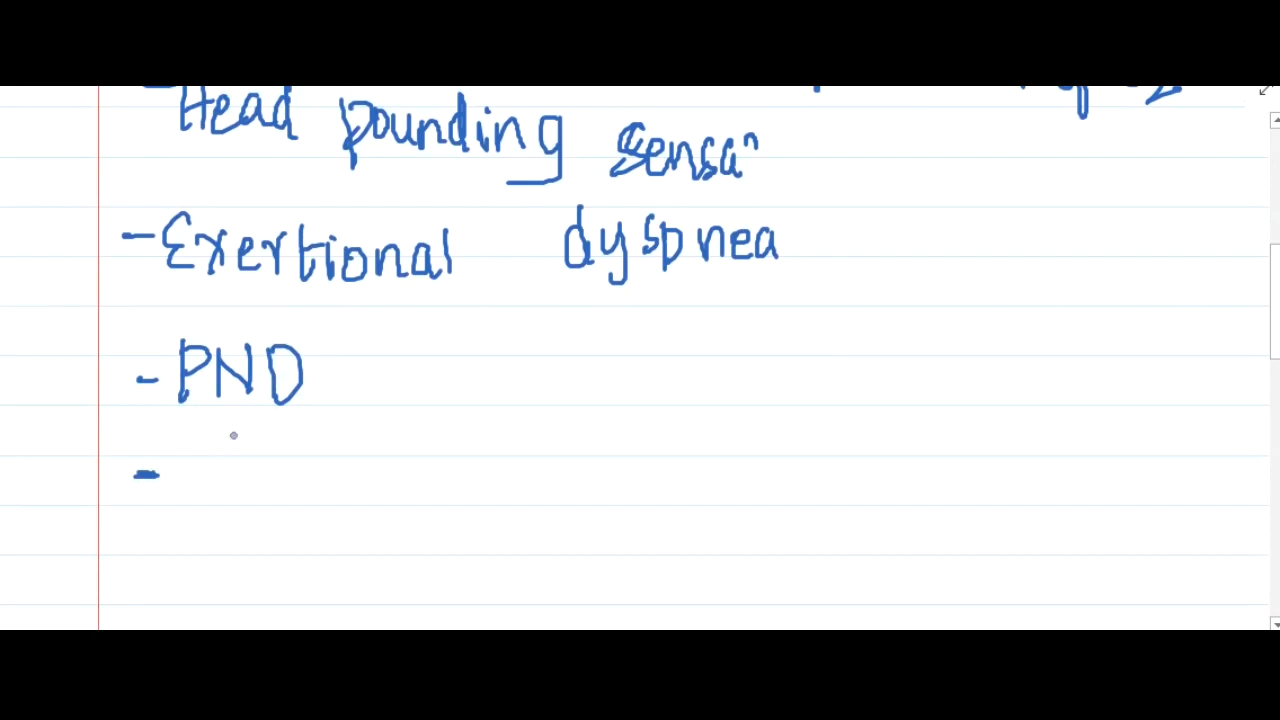 - Head pounding sensaⁿ
- Exertional dyspnea
- PND
-